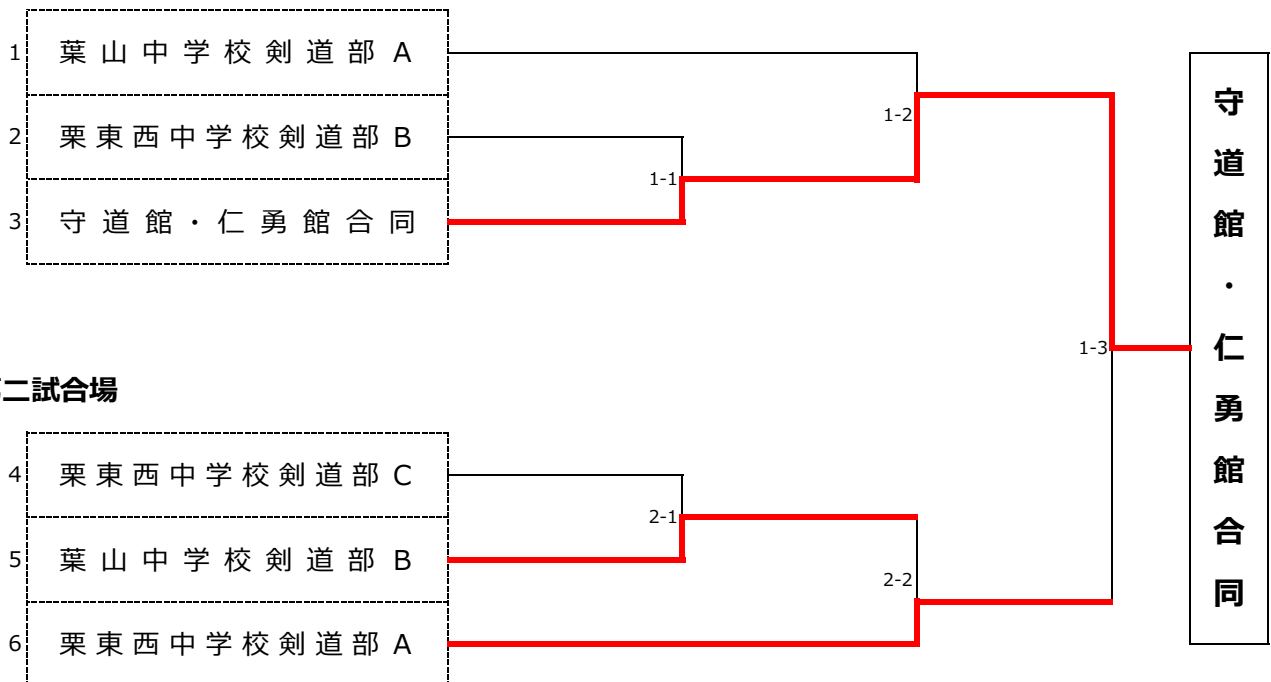 1 葉山中学校剣道部 A
2 栗東西中学校剣道部 B
3 守道館・仁勇館合同
1-1
1-2
1-3
守道館・仁勇館合同
二試合場
4 栗東西中学校剣道部 C
5 葉山中学校剣道部 B
6 栗東西中学校剣道部 A
2-1
2-2